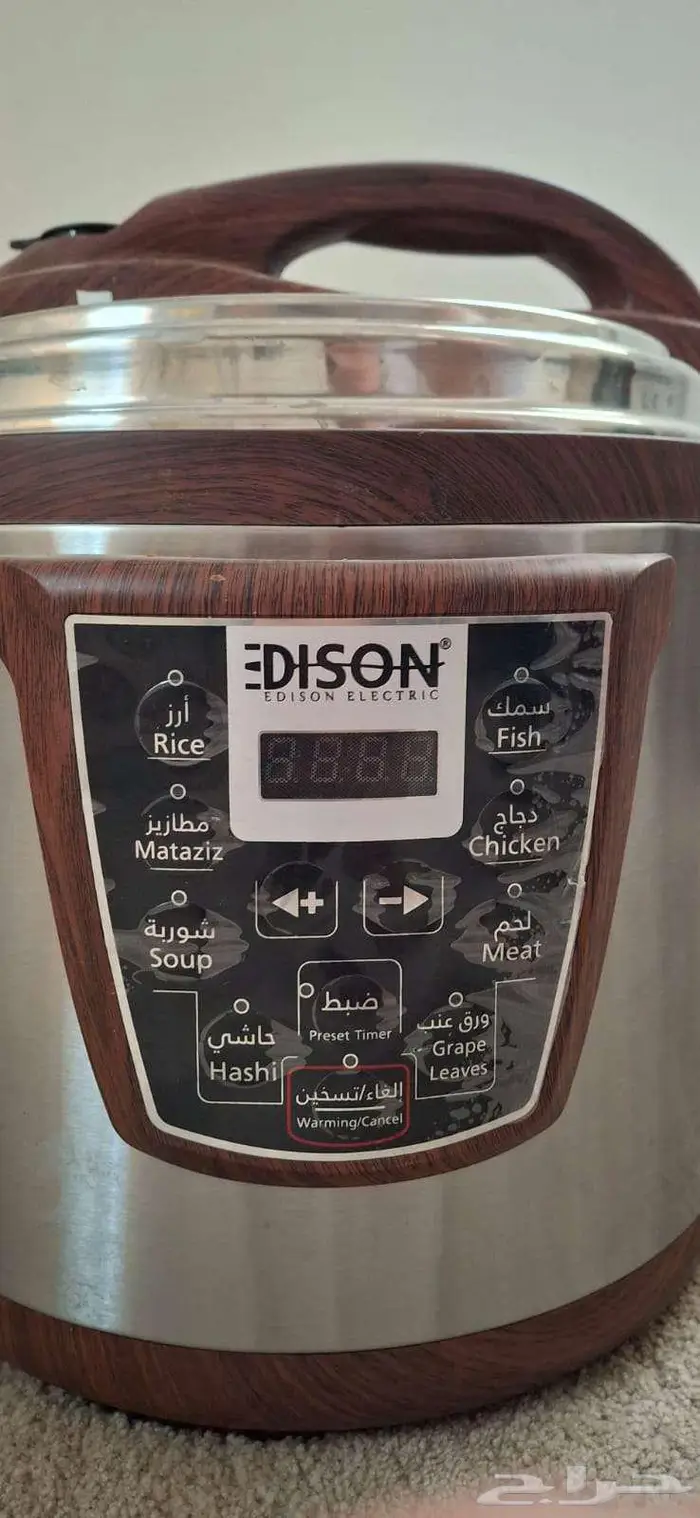 EDISON®
EDISON ELECTRIC
أرز
Rice
سمك
Fish
مطازيز
Mataziz
دجاج
Chicken
شوربة
Soup
لحم
Meat
حاشي
Hashi
ضبط
Preset Timer
ورق عنب
Grape
Leaves
الغاء/تسخين
Warming/Cancel
حراج